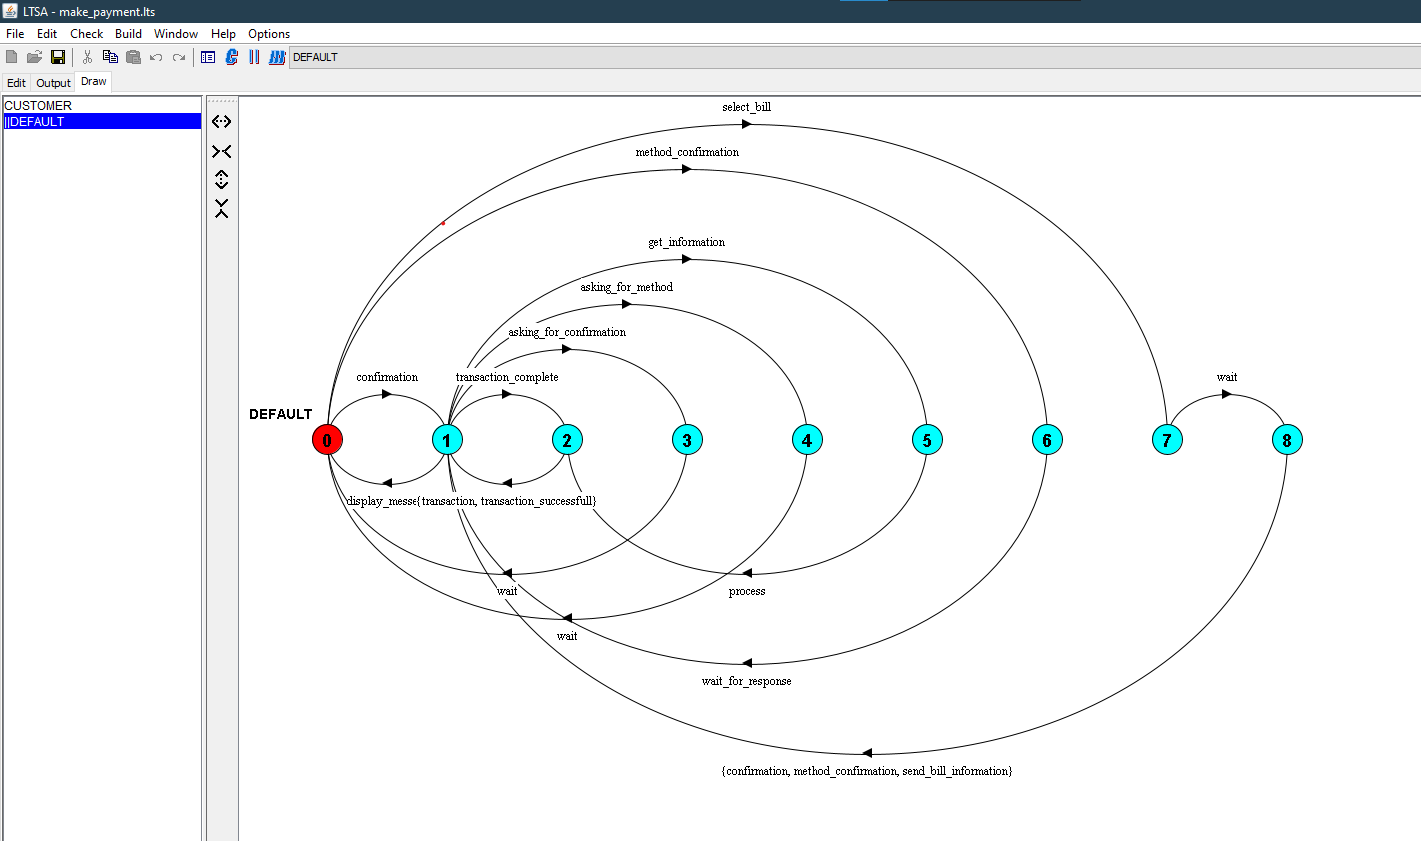 LTSA - make_payment.lts
File Edit Check Build Window Help Options
DEFAULT
Edit Output Draw
CUSTOMER
||DEFAULT
select_bill
method_confirmation
get_information
asking_for_method
asking_for_confirmation
confirmation
transaction_complete
wait
DEFAULT
0 1 2 3 4 5 6 7 8
display_messe{transaction, transaction_successfull}
wait
process
wait
wait_for_response
{confirmation, method_confirmation, send_bill_information}